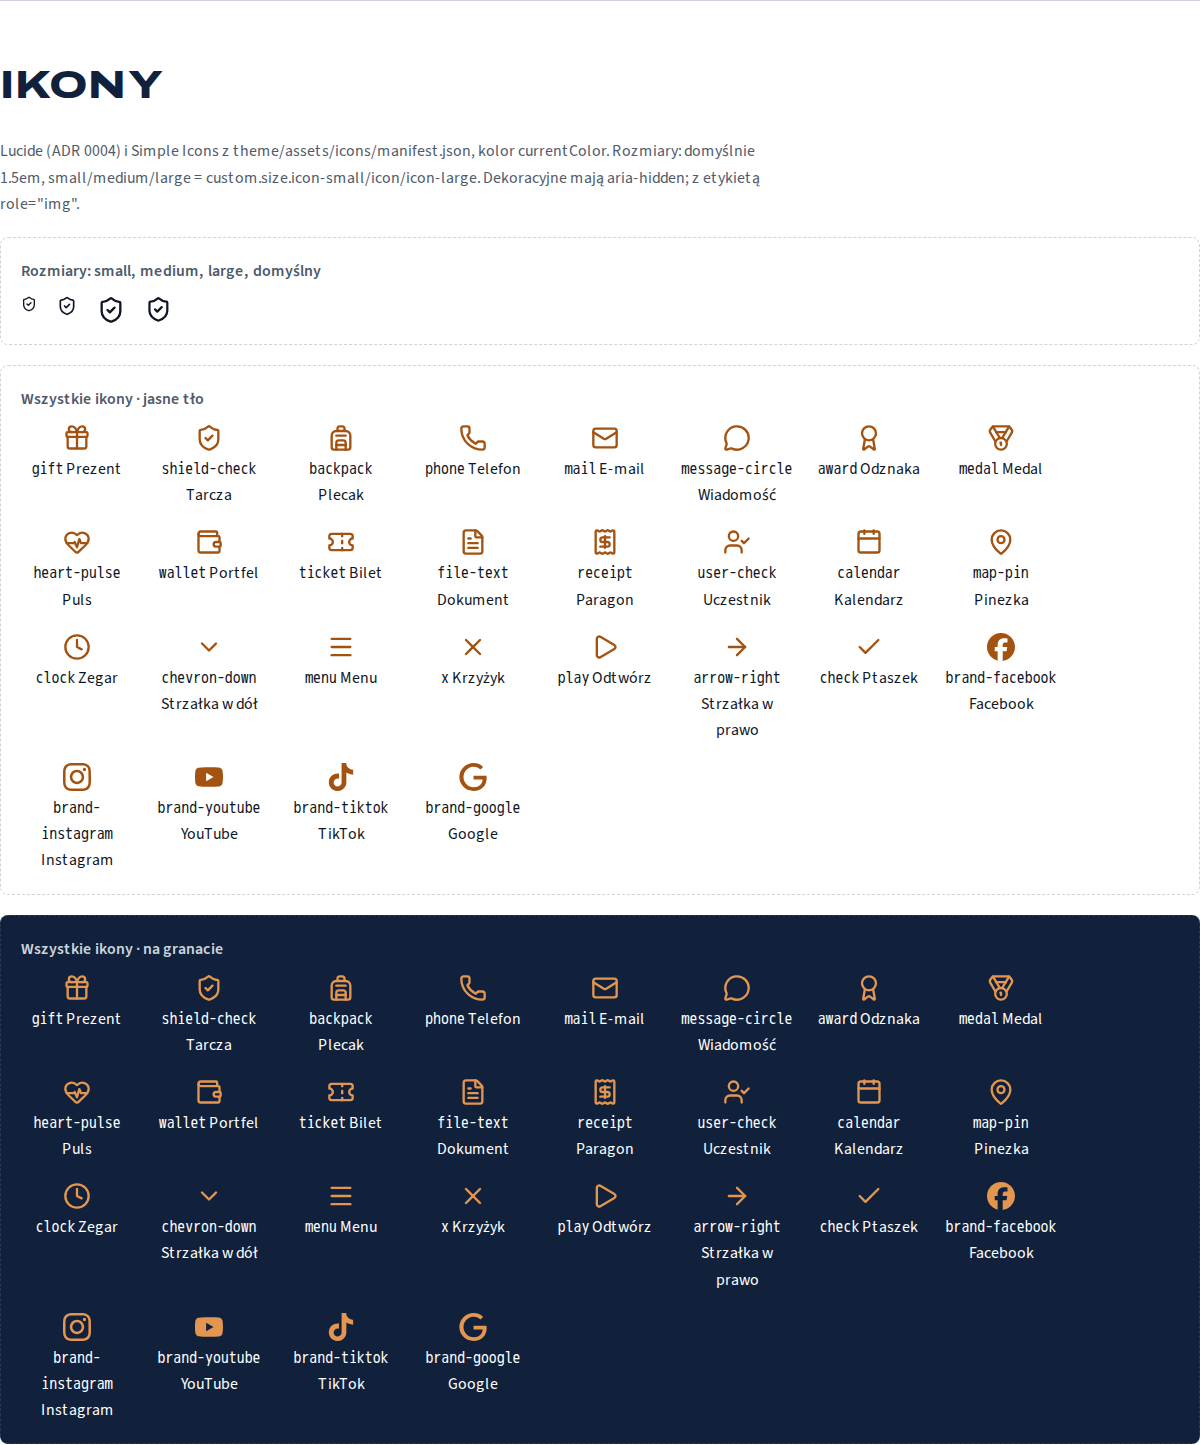 IKONY
Lucide (ADR 0004) i Simple Icons z theme/assets/icons/manifest.json, kolor currentColor. Rozmiary: domyślnie
1.5em, small/medium/large = custom.size.icon-small/icon/icon-large. Dekoracyjne mają aria-hidden; z etykietą
role="img".
Rozmiary: small, medium, large, domyślny
Wszystkie ikony · jasne tło
gift Prezent
shield-check
Tarcza
backpack
Plecak
phone Telefon
mail E-mail
message-circle
Wiadomość
award Odznaka
medal Medal
heart-pulse
Puls
wallet Portfel
ticket Bilet
file-text
Dokument
receipt
Paragon
user-check
Uczestnik
calendar
Kalendarz
map-pin
Pinezka
clock Zegar
chevron-down
Strzałka w dół
menu Menu
x Krzyżyk
play Odtwórz
arrow-right
Strzałka w
prawo
check Ptaszek
brand-facebook
Facebook
brand-
instagram
Instagram
brand-youtube
YouTube
brand-tiktok
TikTok
brand-google
Google
Wszystkie ikony · na granacie
gift Prezent
shield-check
Tarcza
backpack
Plecak
phone Telefon
mail E-mail
message-circle
Wiadomość
award Odznaka
medal Medal
heart-pulse
Puls
wallet Portfel
ticket Bilet
file-text
Dokument
receipt
Paragon
user-check
Uczestnik
calendar
Kalendarz
map-pin
Pinezka
clock Zegar
chevron-down
Strzałka w dół
menu Menu
x Krzyżyk
play Odtwórz
arrow-right
Strzałka w
prawo
check Ptaszek
brand-facebook
Facebook
brand-
instagram
Instagram
brand-youtube
YouTube
brand-tiktok
TikTok
brand-google
Google